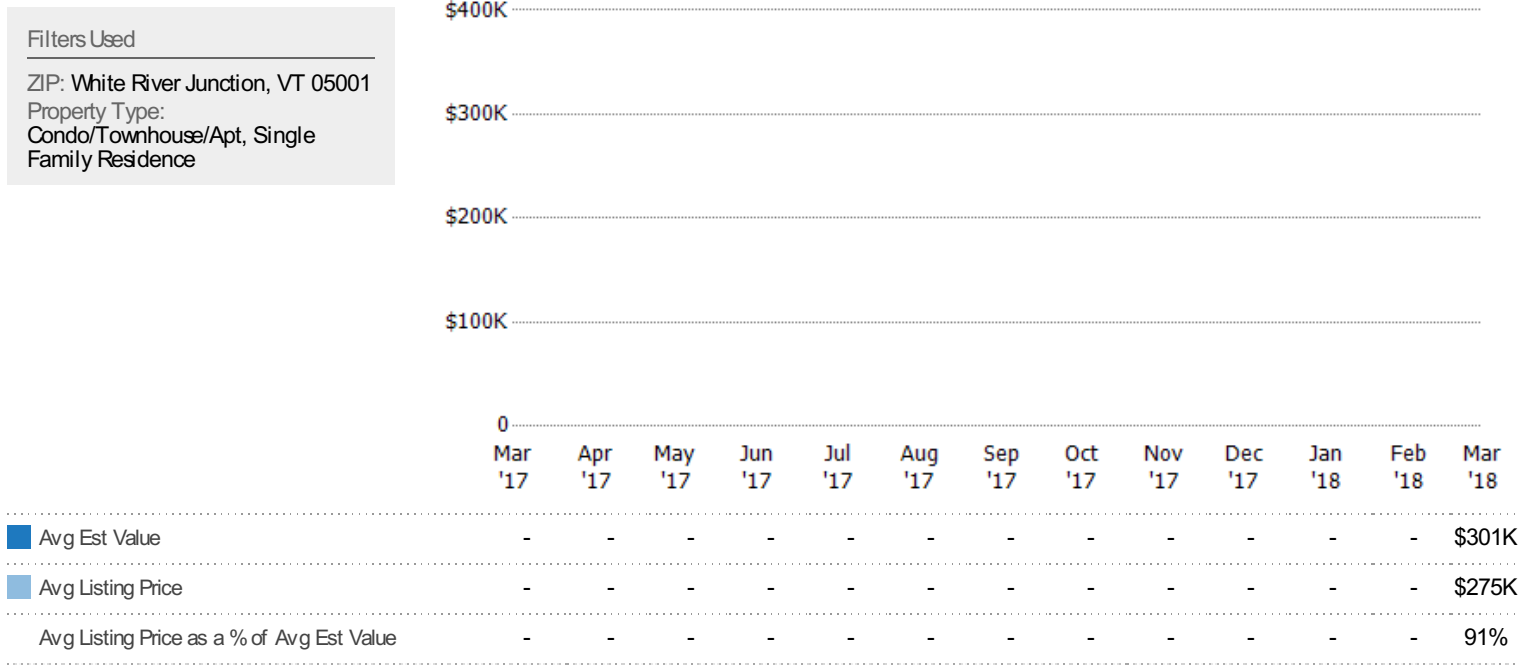 Filters Used
ZIP: White River Junction, VT 05001
Property Type:
Condo/Townhouse/Apt, Single
Family Residence
$400K
$300K
$200K
$100K
0
Mar Apr May Jun Jul Aug Sep Oct Nov Dec Jan Feb Mar
'17 '17 '17 '17 '17 '17 '17 '17 '17 '17 '18 '18 '18
Avg Est Value - - - - - - - - - - - - $301K
Avg Listing Price - - - - - - - - - - - - $275K
Avg Listing Price as a % of Avg Est Value - - - - - - - - - - - - 91%